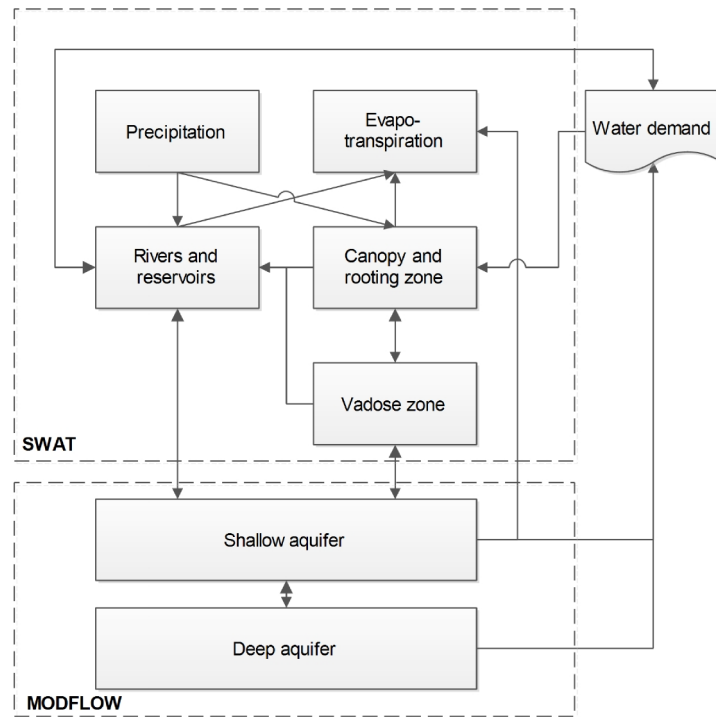 Precipitation
Evapo-
transpiration
Water demand
Rivers and
reservoirs
Canopy and
rooting zone
Vadose zone
SWAT
Shallow aquifer
Deep aquifer
MODFLOW